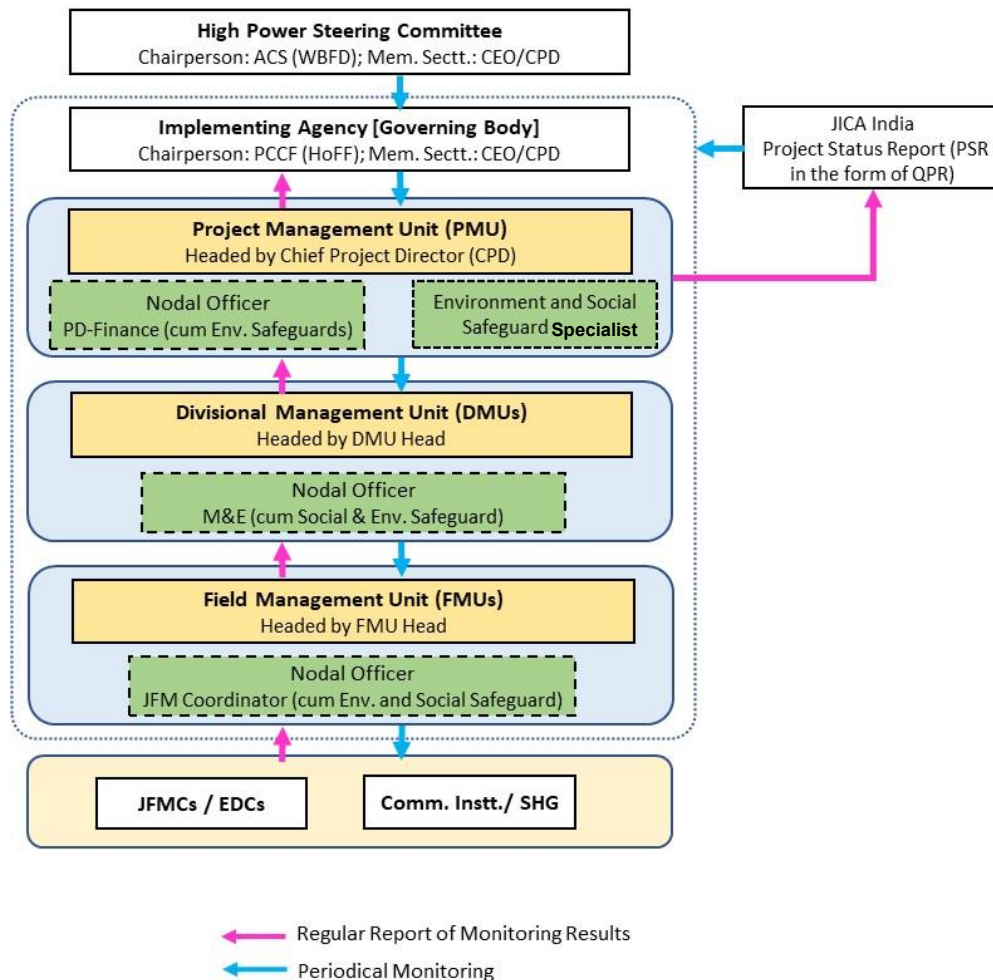 High Power Steering Committee
Chairperson: ACS (WBFD); Mem. Sectt.: CEO/CPD
Implementing Agency [Governing Body]
Chairperson: PCCF (HoFF); Mem. Sectt.: CEO/CPD
JICA India
Project Status Report (PSR
in the form of QPR)
Project Management Unit (PMU)
Headed by Chief Project Director (CPD)
Nodal Officer
PD-Finance (cum Env. Safeguards)
Environment and Social
Safeguard Specialist
Divisional Management Unit (DMUs)
Headed by DMU Head
Nodal Officer
M&E (cum Social & Env. Safeguard)
Field Management Unit (FMUs)
Headed by FMU Head
Nodal Officer
JFM Coordinator (cum Env. and Social Safeguard)
JFMCs / EDCs
Comm. Instt./ SHG
Regular Report of Monitoring Results
Periodical Monitoring